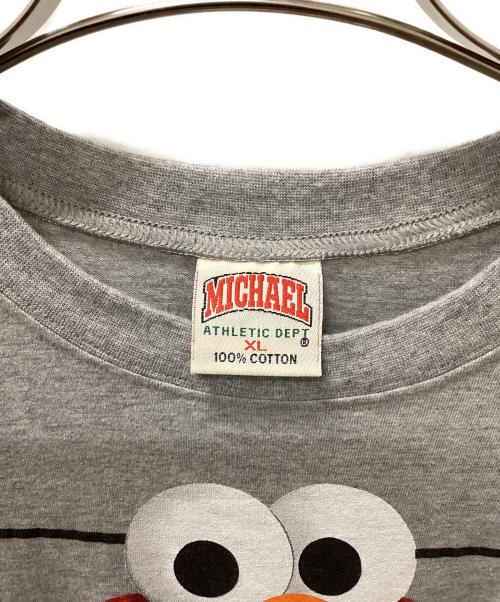 MICHAEL
ATHLETIC DEPT
XL ®
100% COTTON